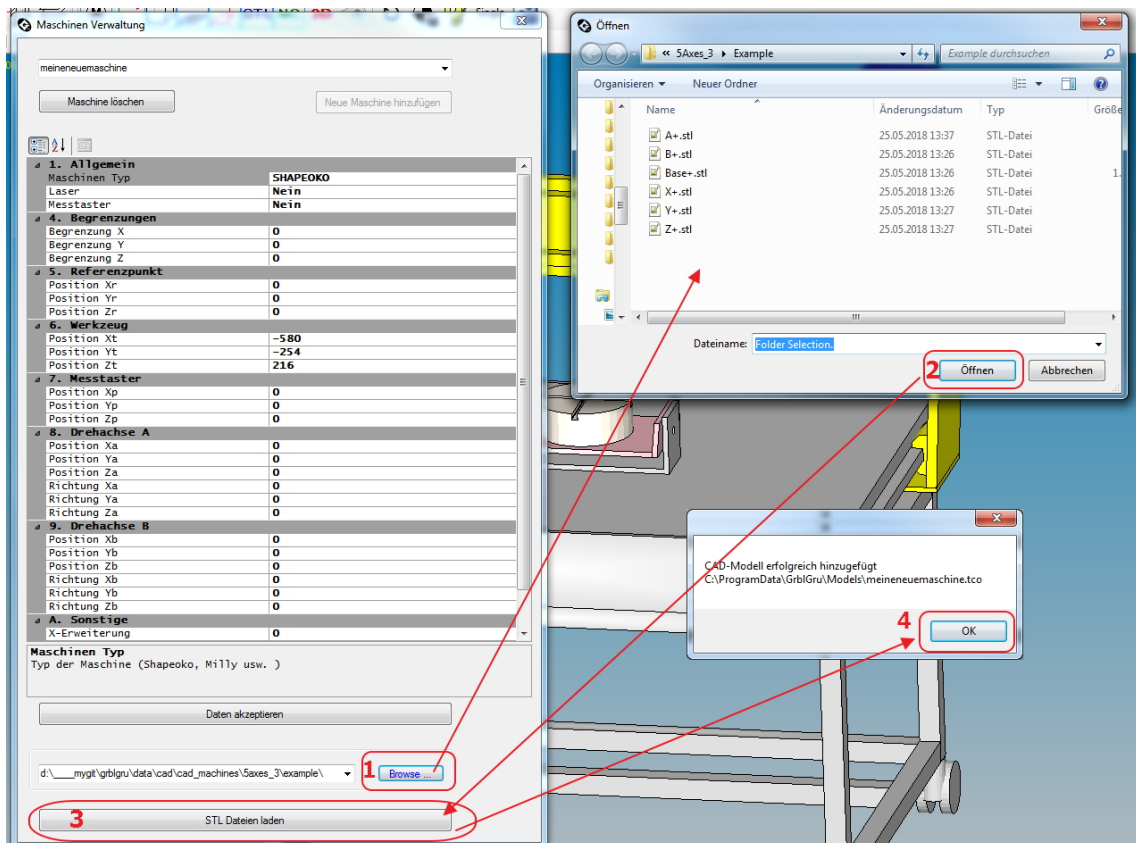 Maschinen Verwaltung
meineneuemaschine
Maschine löschen
Neue Maschine hinzufügen
1. Allgemein
Maschinen Typ SHAPEOKO
Laser Nein
Messtaster Nein
4. Begrenzungen
Begrenzung X 0
Begrenzung Y 0
Begrenzung Z 0
5. Referenzpunkt
Position Xr 0
Position Yr 0
Position Zr 0
6. Werkzeug
Position Xt -580
Position Yt -254
Position Zt 216
7. Messtaster
Position Xp 0
Position Yp 0
Position Zp 0
8. Drehachse A
Position Xa 0
Position Ya 0
Position Za 0
Richtung Xa 0
Richtung Ya 0
Richtung Za 0
9. Drehachse B
Position Xb 0
Position Yb 0
Position Zb 0
Richtung Xb 0
Richtung Yb 0
Richtung Zb 0
A. Sonstige
X-Erweiterung 0
Maschinen Typ
Typ der Maschine (Shapeoko, Milly usw. )
Daten akzeptieren
d:\____mygit\grblgru\data\cad\cad_machines\5axes_3\example\
1 Browse ...
3 STL Dateien laden
Öffnen
« 5Axes_3 Example
Example durchsuchen
Organisieren Neuer Ordner
Name Änderungsdatum Typ Größe
A+.stl 25.05.2018 13:37 STL-Datei
B+.stl 25.05.2018 13:26 STL-Datei
Base+.stl 25.05.2018 13:26 STL-Datei 1.
X+.stl 25.05.2018 13:26 STL-Datei
Y+.stl 25.05.2018 13:27 STL-Datei
Z+.stl 25.05.2018 13:27 STL-Datei
Dateiname: Folder Selection.
2 Öffnen Abbrechen
CAD-Modell erfolgreich hinzugefügt
C:\ProgramData\GrblGru\Models\meineneuemaschine.tco
4 OK